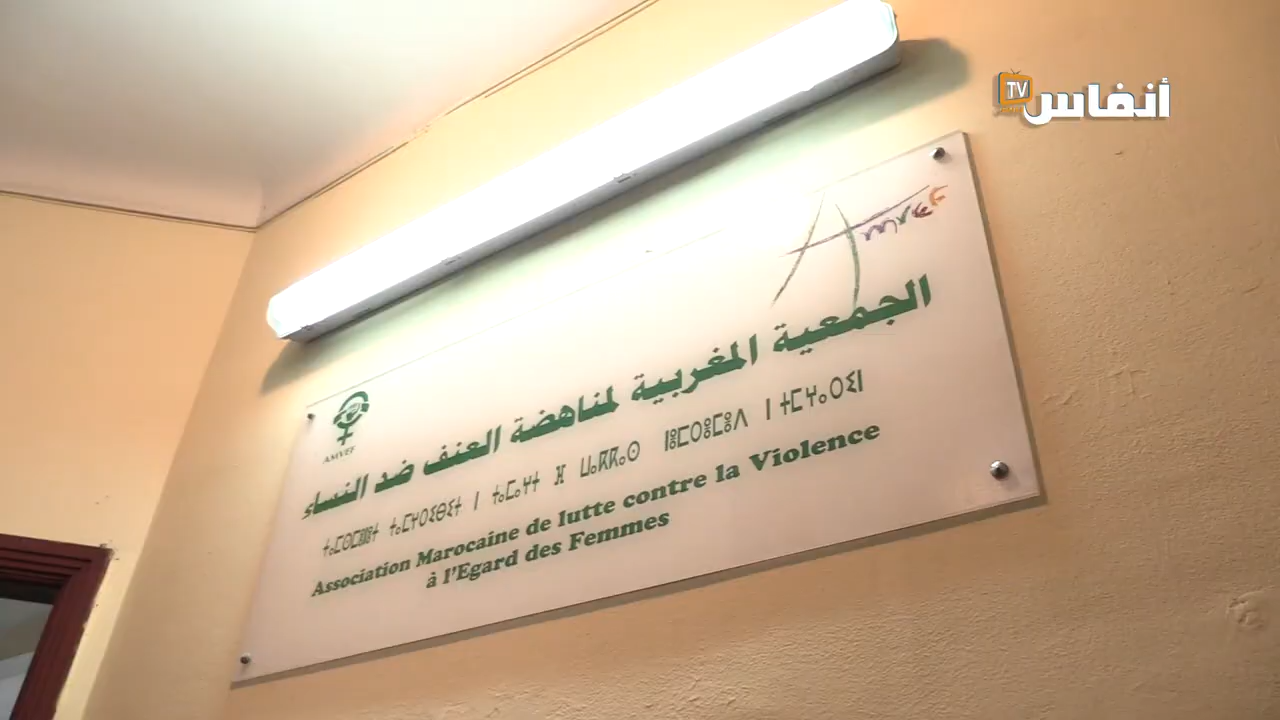 أنفاس TV
Amvef
AMVEF
الجمعية المغربية لمناهضة العنف ضد النساء
Association Marocaine de lutte contre la Violence
à l'Egard des Femmes